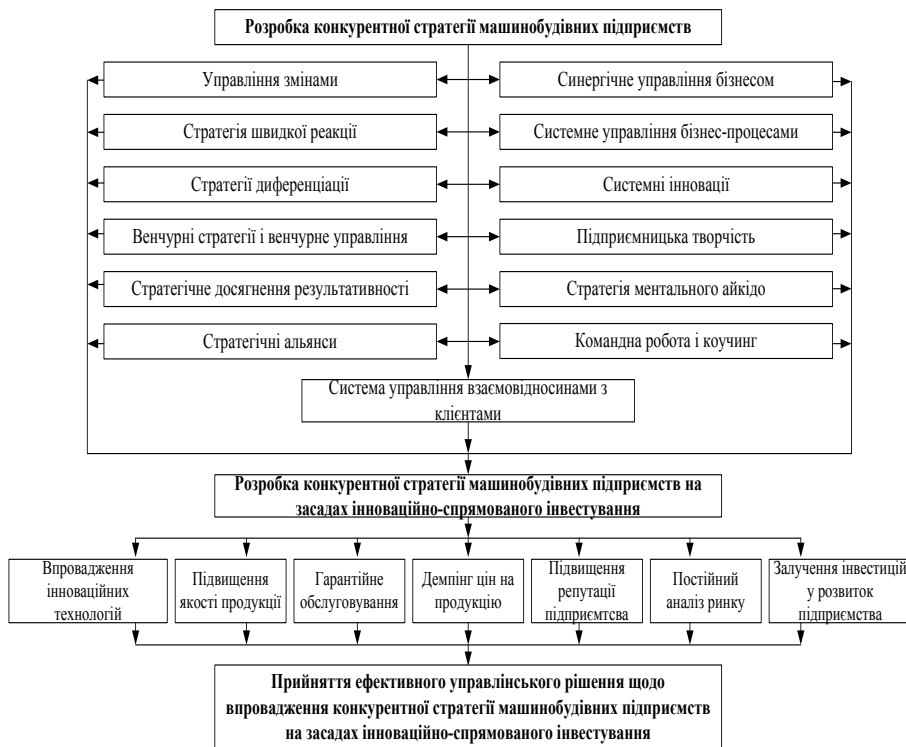 Розробка конкурентної стратегії машинобудівних підприємств
Управління змінами
Синергічне управління бізнесом
Стратегія швидкої реакції
Системне управління бізнес-процесами
Стратегії диференціації
Системні інновації
Венчурні стратегії і венчурне управління
Підприємницька творчість
Стратегічне досягнення результативності
Стратегія ментального айкідо
Стратегічні альянси
Командна робота і коучинг
Система управління взаємовідносинами з
клієнтами
Розробка конкурентної стратегії машинобудівних підприємств на
засадах інноваційно-спрямованого інвестування
Впровадження
інноваційних
технологій
Підвищення
якості продукції
Гарантійне
обслуговування
Демпінг цін на
продукцію
Підвищення
репутації
підприємтсва
Постійний
аналіз ринку
Залучення інвестицій
у розвиток
підприємства
Прийняття ефективного управлінського рішення щодо
впровадження конкурентної стратегії машинобудівних підприємств
на засадах інноваційно-спрямованого інвестування